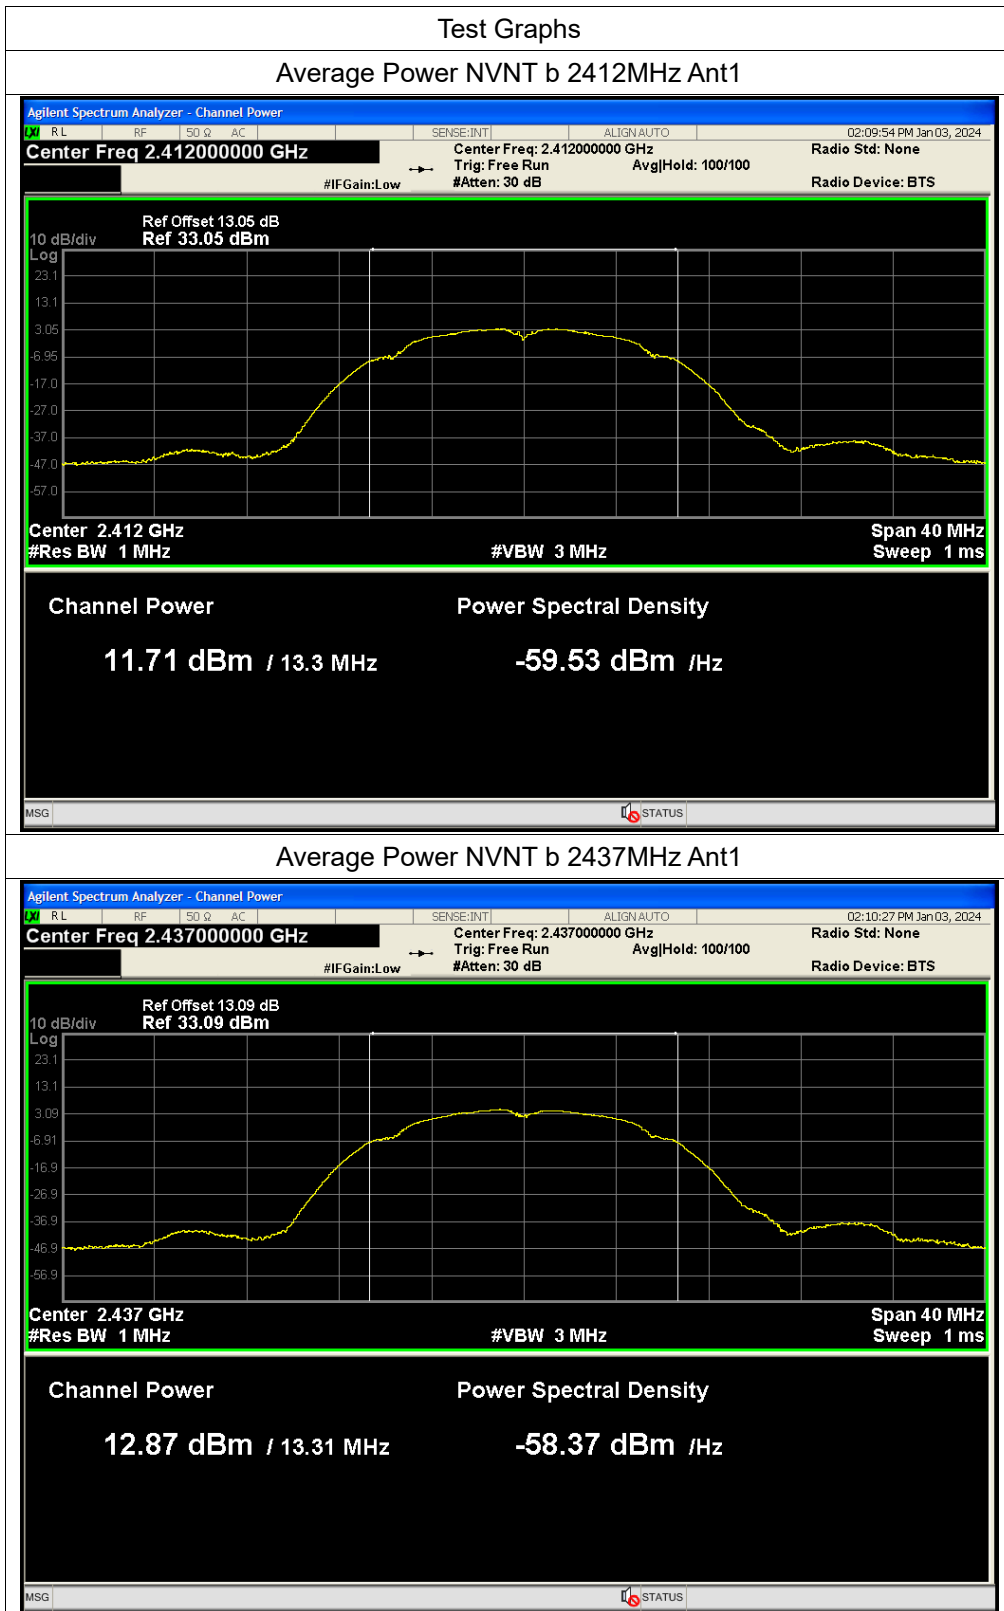 Test Graphs
Average Power NVNT b 2412MHz Ant1
Agilent Spectrum Analyzer - Channel Power
LXI RL RF 50 Ω AC SENSE:INT ALIGN AUTO 02:09:54 PM Jan 03, 2024
Center Freq 2.412000000 GHz Center Freq: 2.412000000 GHz Radio Std: None
Trig: Free Run Avg|Hold: 100/100
#IFGain:Low #Atten: 30 dB Radio Device: BTS
Ref Offset 13.05 dB
10 dB/div Ref 33.05 dBm
Log
23.1
13.1
3.05
-6.95
-17.0
-27.0
-37.0
-47.0
-57.0
Center 2.412 GHz Span 40 MHz
#Res BW 1 MHz #VBW 3 MHz Sweep 1 ms
Channel Power Power Spectral Density
11.71 dBm / 13.3 MHz -59.53 dBm /Hz
MSG STATUS
Average Power NVNT b 2437MHz Ant1
Agilent Spectrum Analyzer - Channel Power
LXI RL RF 50 Ω AC SENSE:INT ALIGN AUTO 02:10:27 PM Jan 03, 2024
Center Freq 2.437000000 GHz Center Freq: 2.437000000 GHz Radio Std: None
Trig: Free Run Avg|Hold: 100/100
#IFGain:Low #Atten: 30 dB Radio Device: BTS
Ref Offset 13.09 dB
10 dB/div Ref 33.09 dBm
Log
23.1
13.1
3.09
-6.91
-16.9
-26.9
-36.9
-46.9
-56.9
Center 2.437 GHz Span 40 MHz
#Res BW 1 MHz #VBW 3 MHz Sweep 1 ms
Channel Power Power Spectral Density
12.87 dBm / 13.31 MHz -58.37 dBm /Hz
MSG STATUS